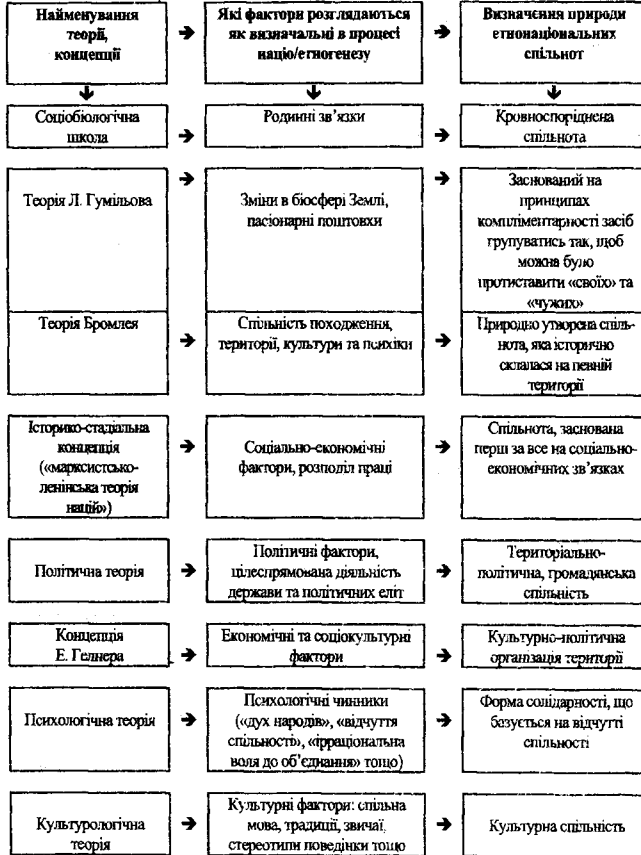 Найменування
теорії,
концепції
Які фактори розглядаються
як визначальні в процесі
націо/етногенезу
Визначення природи
етнонаціональних
спільнот
Соціобіологічна
школа
Родинні зв’язки
Кровноспоріднена
спільнота
Теорія Л. Гумільова
Зміни в біосфері Землі,
пасіонарні поштовхи
Заснований на
принципах
компліментарності засіб
групуватись так, щоб
можна було
протиставити «своїх» та
«чужих»
Теорія Бромлея
Спільність походження,
території, культури та психіки
Природно утворена спіль-
нота, яка історично
склалася на певній
території
Історико-стадіальна
концепція
(«марксистсько-
ленінська теорія
націй»)
Соціально-економічні
фактори, розподіл праці
Спільнота, заснована
перш за все на соціально-
економічних зв’язках
Політична теорія
Політичні фактори,
цілеспрямована діяльність
держави та політичних еліт
Територіально-
політична, громадянська
спільність
Концепція
Е. Гелнера
Економічні та соціокультурні
фактори
Культурно-політична
організація території
Психологічна теорія
Психологічні чинники
(«дух народів», «відчуття
спільності», «ірраціональна
воля до об’єднання» тощо)
Форма солідарності, що
базується на відчутті
спільності
Культурологічна
теорія
Культурні фактори: спільна
мова, традиції, звичаї,
стереотипи поведінки тощо
Культурна спільність